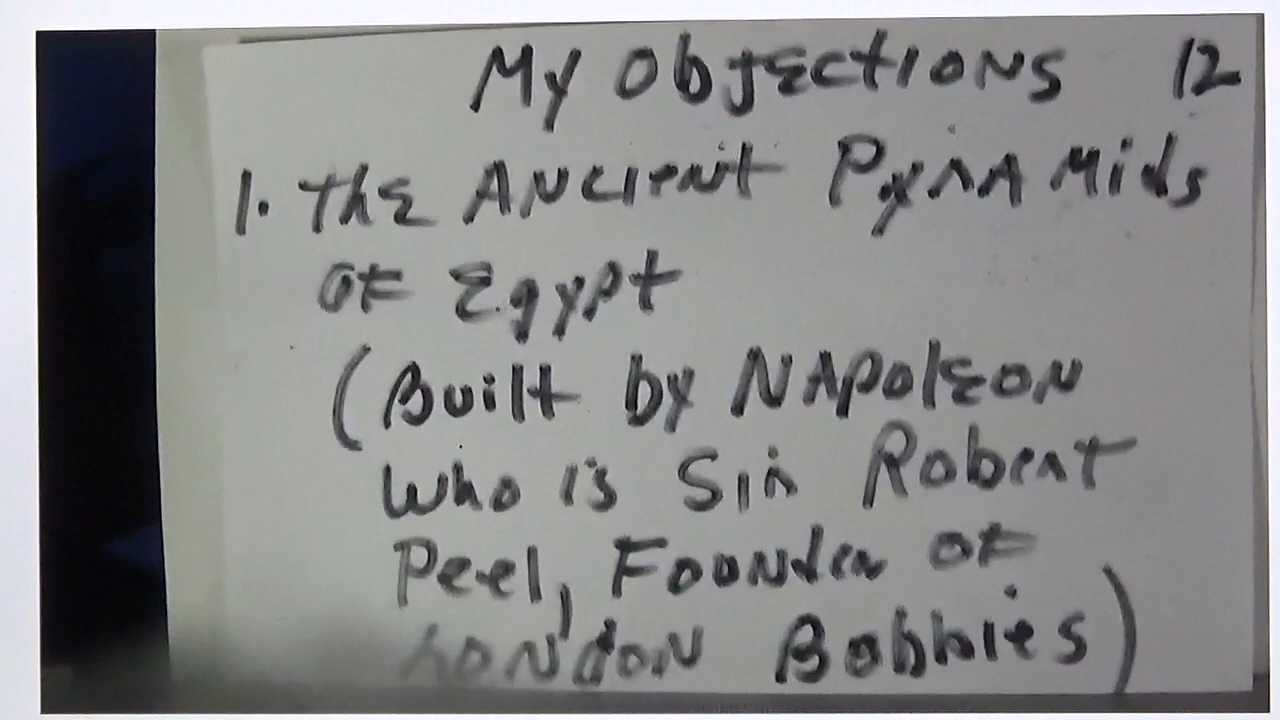 My Objections 12
1. The Ancient Pyramids
of Egypt
(Built by Napoleon
Who is Sir Robert
Peel, Founder of
London Bobbies)